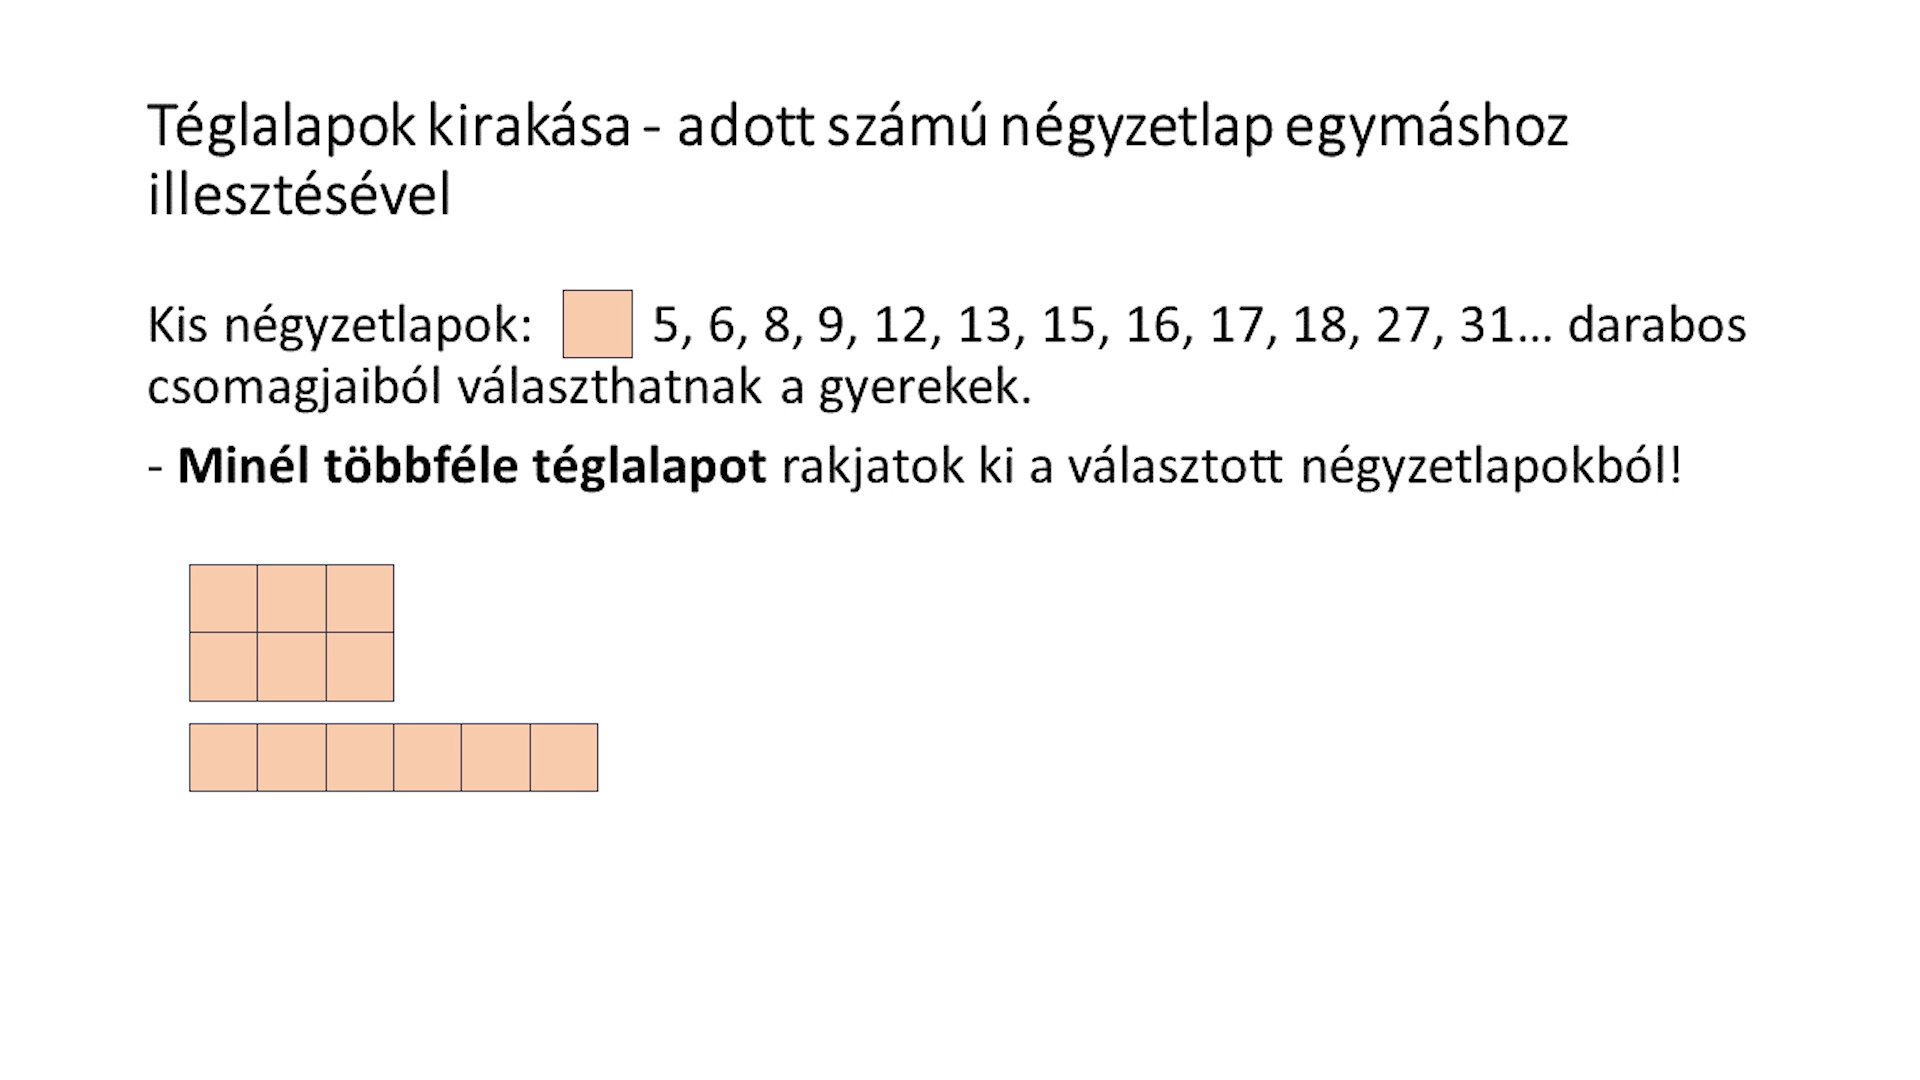 Téglalapok kirakása - adott számú négyzetlap egymáshoz
illesztésével
Kis négyzetlapok: 5, 6, 8, 9, 12, 13, 15, 16, 17, 18, 27, 31... darabos
csomagjaiból választhatnak a gyerekek.
- Minél többféle téglalapot rakjatok ki a választott négyzetlapokból!